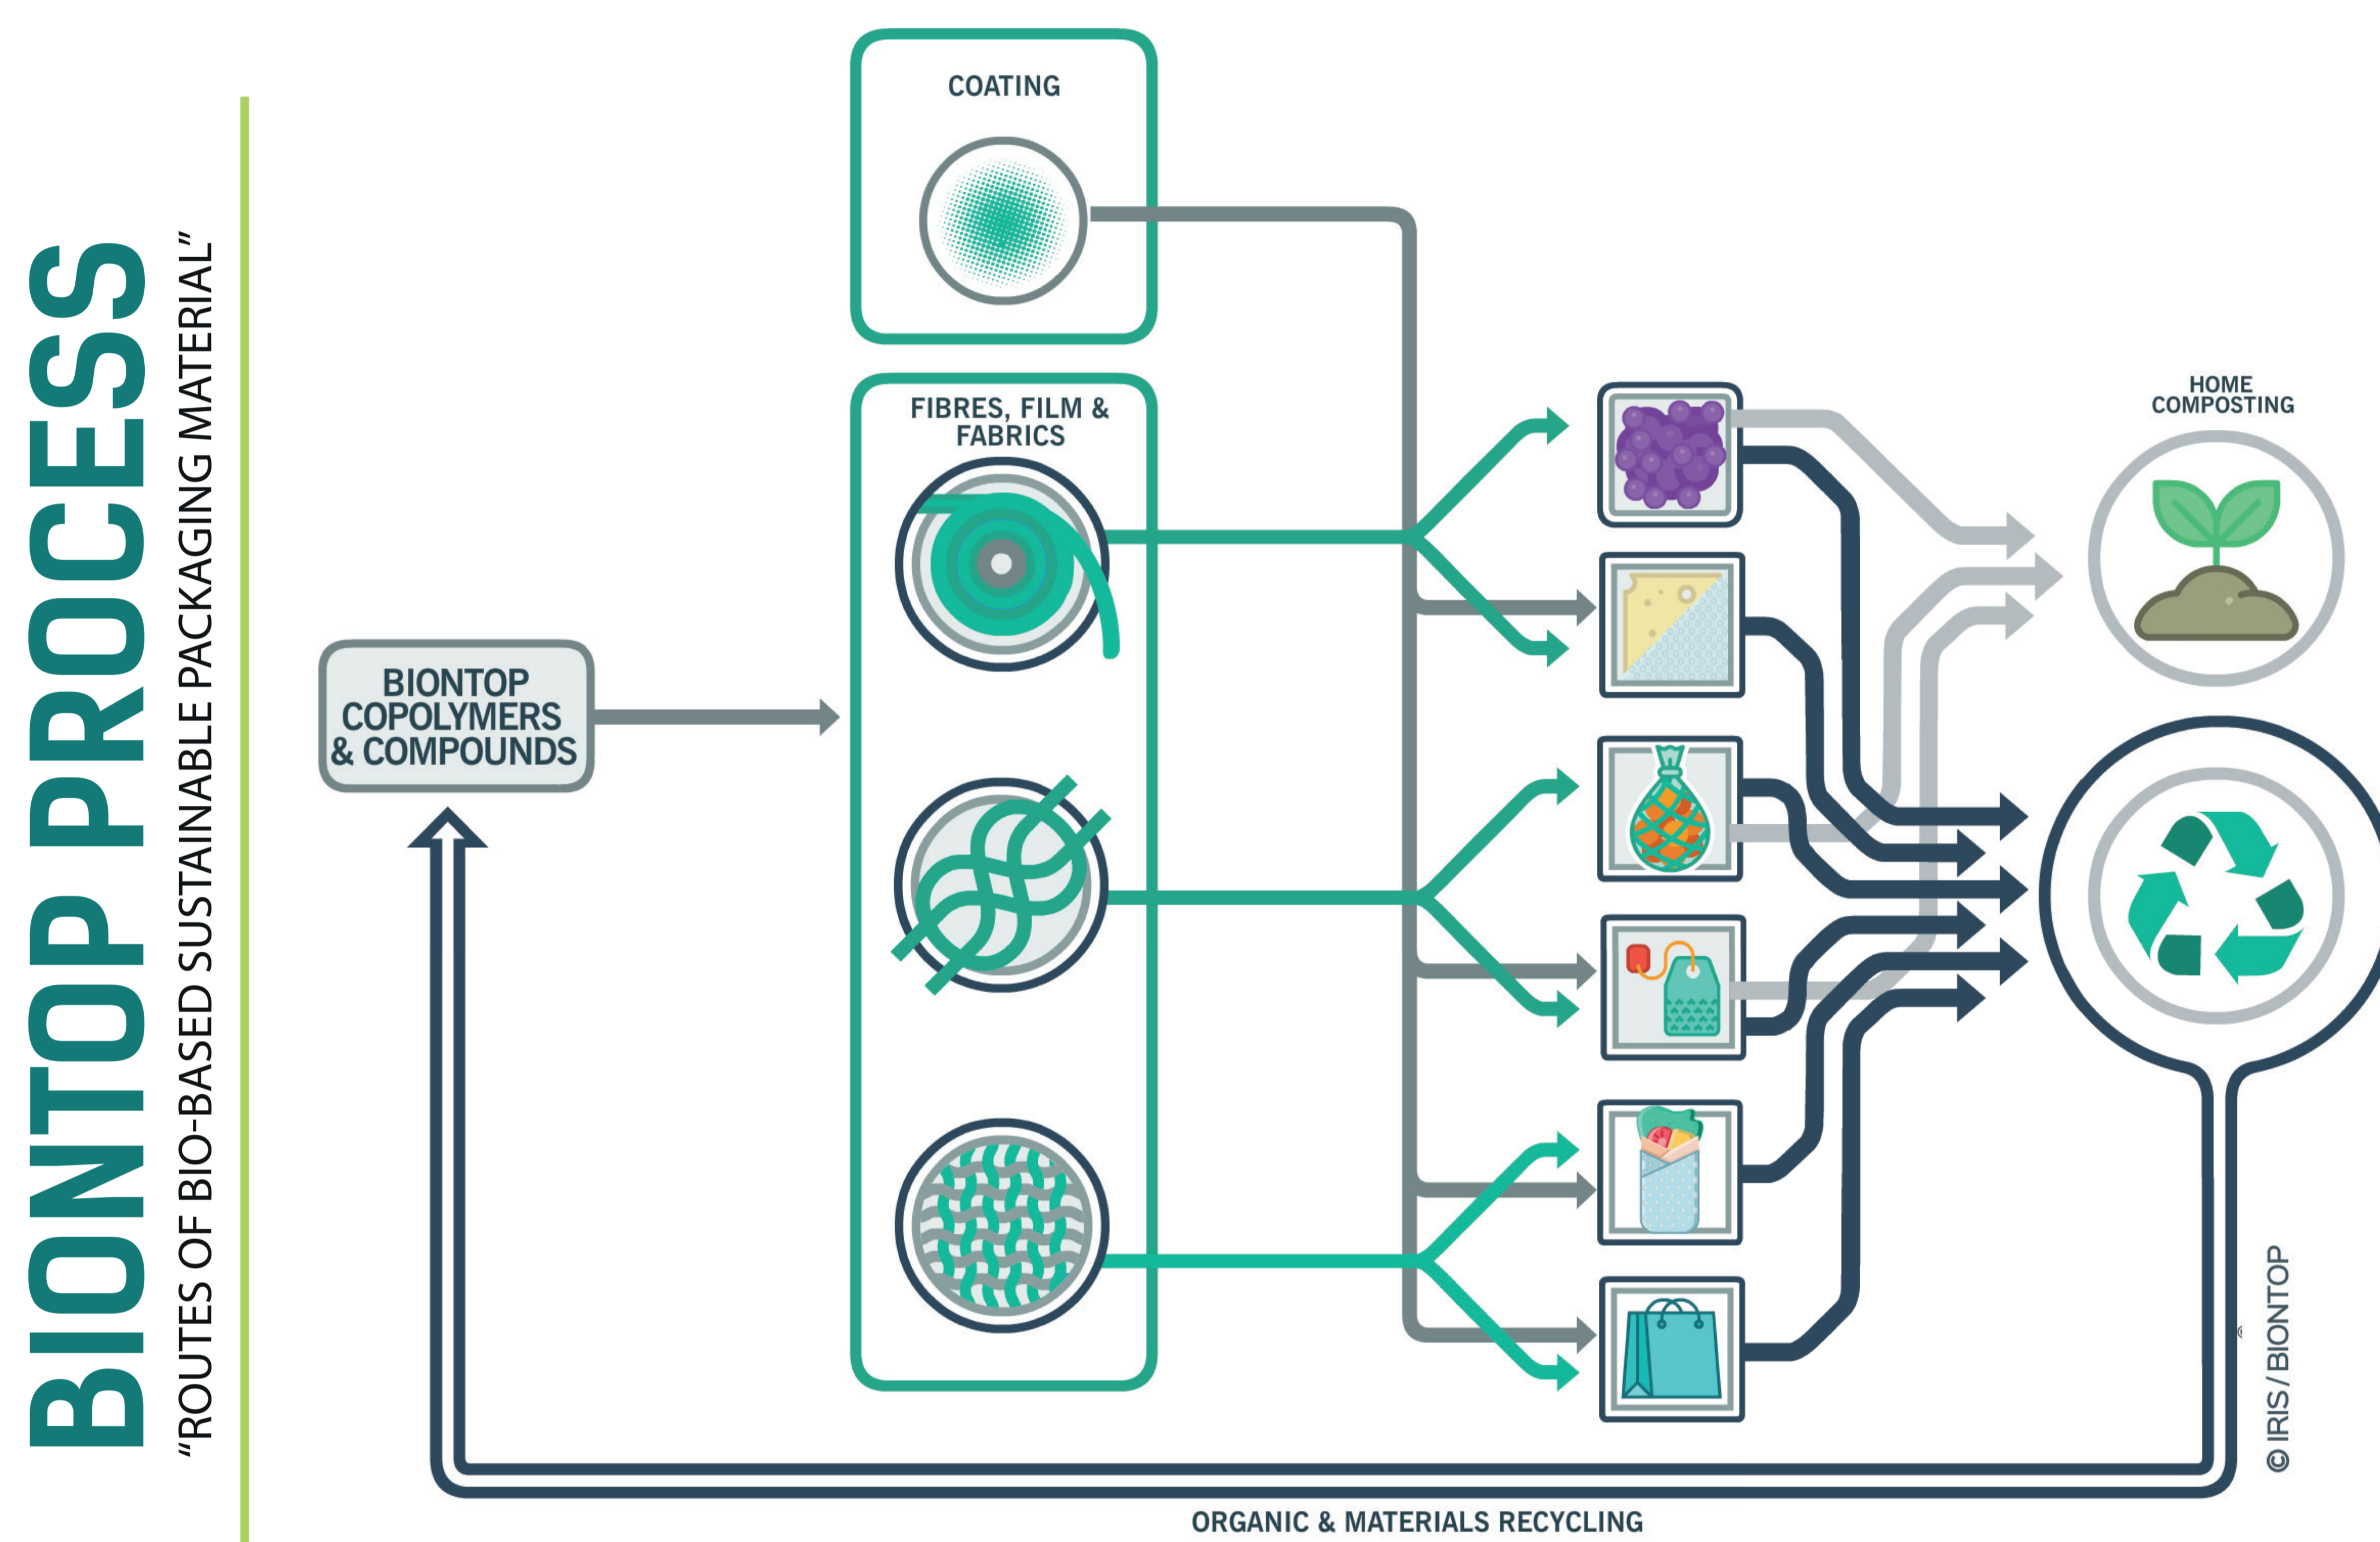 BIONTOP PROCESS
“ROUTES OF BIO-BASED SUSTAINABLE PACKAGING MATERIAL”
COATING
FIBRES, FILM &
FABRICS
BIONTOP
COPOLYMERS
& COMPOUNDS
HOME
COMPOSTING
© IRIS / BIONTOP
ORGANIC & MATERIALS RECYCLING